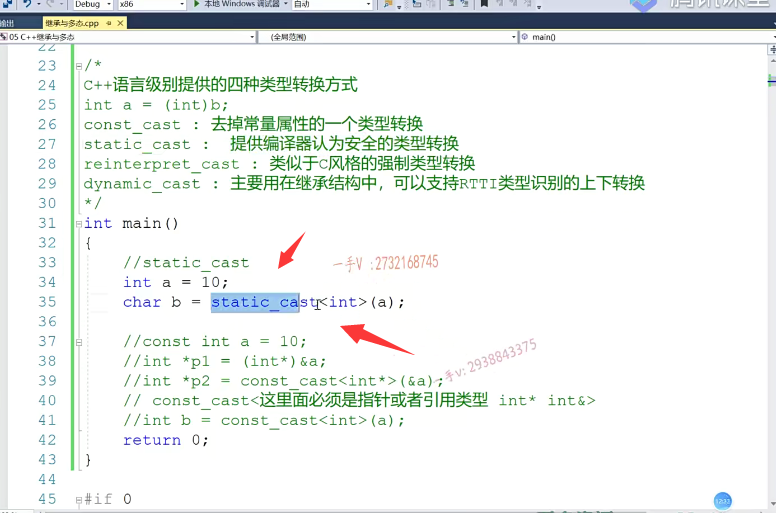 Debug x86 本地 Windows 调试器 自动
腾讯课堂
输出 继承与多态.cpp
05 C++继承与多态 (全局范围) main()
22
23 /*
24 C++语言级别提供的四种类型转换方式
25 int a = (int)b;
26 const_cast : 去掉常量属性的一个类型转换
27 static_cast : 提供编译器认为安全的类型转换
28 reinterpret_cast : 类似于C风格的强制类型转换
29 dynamic_cast : 主要用在继承结构中，可以支持RTTI类型识别的上下转换
30 */
31 int main()
32 {
33 //static_cast
一手V :2732168745
34 int a = 10;
35 char b = static_cast<int>(a);
36
37 //const int a = 10;
38 //int *p1 = (int*)&a;
39 //int *p2 = const_cast<int*>(&a);
一手v: 2938843375
40 // const_cast<这里面必须是指针或者引用类型 int* int&>
41 //int b = const_cast<int>(a);
42 return 0;
43 }
44
45 #if 0